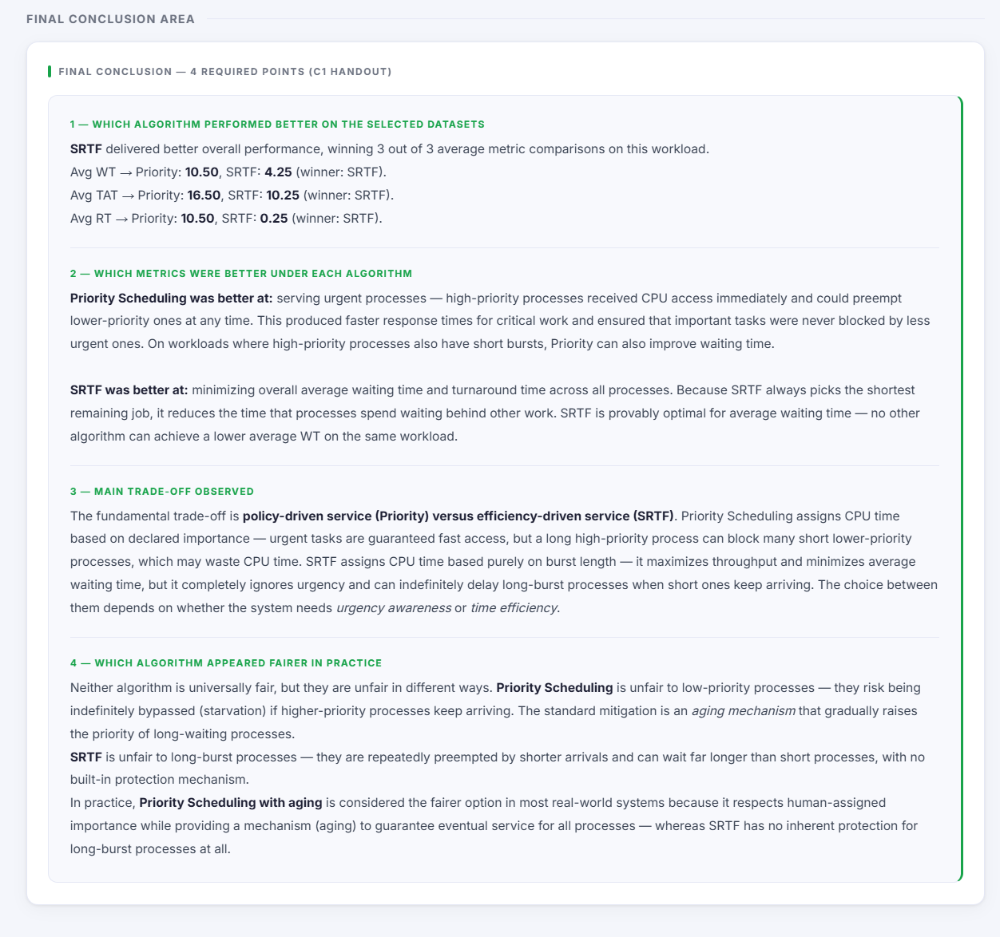 FINAL CONCLUSION AREA
FINAL CONCLUSION — 4 REQUIRED POINTS (C1 HANDOUT)
1 — WHICH ALGORITHM PERFORMED BETTER ON THE SELECTED DATASETS
SRTF delivered better overall performance, winning 3 out of 3 average metric comparisons on this workload.
Avg WT → Priority: 10.50, SRTF: 4.25 (winner: SRTF).
Avg TAT → Priority: 16.50, SRTF: 10.25 (winner: SRTF).
Avg RT → Priority: 10.50, SRTF: 0.25 (winner: SRTF).
2 — WHICH METRICS WERE BETTER UNDER EACH ALGORITHM
Priority Scheduling was better at: serving urgent processes — high-priority processes received CPU access immediately and could preempt
lower-priority ones at any time. This produced faster response times for critical work and ensured that important tasks were never blocked by less
urgent ones. On workloads where high-priority processes also have short bursts, Priority can also improve waiting time.
SRTF was better at: minimizing overall average waiting time and turnaround time across all processes. Because SRTF always picks the shortest
remaining job, it reduces the time that processes spend waiting behind other work. SRTF is provably optimal for average waiting time — no other
algorithm can achieve a lower average WT on the same workload.
3 — MAIN TRADE-OFF OBSERVED
The fundamental trade-off is policy-driven service (Priority) versus efficiency-driven service (SRTF). Priority Scheduling assigns CPU time
based on declared importance — urgent tasks are guaranteed fast access, but a long high-priority process can block many short lower-priority
processes, which may waste CPU time. SRTF assigns CPU time based purely on burst length — it maximizes throughput and minimizes average
waiting time, but it completely ignores urgency and can indefinitely delay long-burst processes when short ones keep arriving. The choice between
them depends on whether the system needs urgency awareness or time efficiency.
4 — WHICH ALGORITHM APPEARED FAIRER IN PRACTICE
Neither algorithm is universally fair, but they are unfair in different ways. Priority Scheduling is unfair to low-priority processes — they risk being
indefinitely bypassed (starvation) if higher-priority processes keep arriving. The standard mitigation is an aging mechanism that gradually raises
the priority of long-waiting processes.
SRTF is unfair to long-burst processes — they are repeatedly preempted by shorter arrivals and can wait far longer than short processes, with no
built-in protection mechanism.
In practice, Priority Scheduling with aging is considered the fairer option in most real-world systems because it respects human-assigned
importance while providing a mechanism (aging) to guarantee eventual service for all processes — whereas SRTF has no inherent protection for
long-burst processes at all.